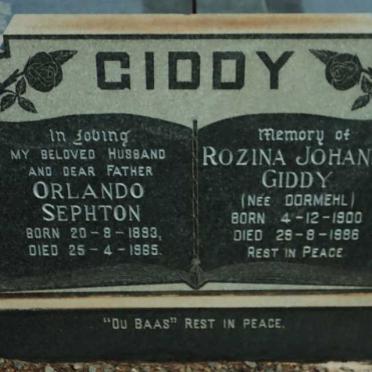 GIDDY
In Loving
MY BELOVED HUSBAND
AND DEAR FATHER
ORLANDO
SEPHTON
BORN 20-8-1893,
DIED 25-4-1965.
Memory of
ROZINA JOHAN
GIDDY
(NÉE DORMEHL)
BORN 4-12-1900
DIED 29-8-1986
REST IN PEACE
"OU BAAS" REST IN PEACE.